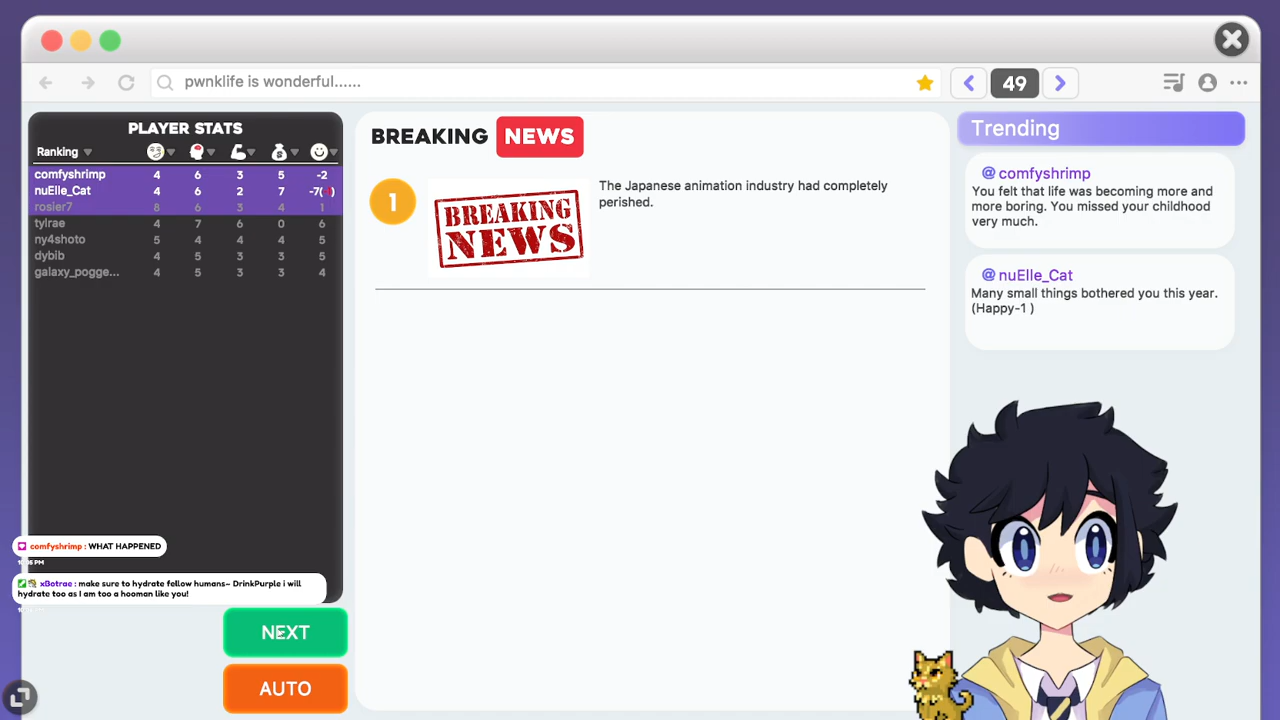 pwnklife is wonderful......
49
PLAYER STATS
Ranking
comfyshrimp 4 6 3 5 -2
nuElle_Cat 4 6 2 7 -7(
rosier7 8 6 3 4 1
tylrae 4 7 6 0 6
ny4shoto 5 4 4 4 5
dybib 4 5 3 3 5
galaxy_pogge... 4 5 3 3 4
comfyshrimp : WHAT HAPPENED
xBotrae : make sure to hydrate fellow humans~ DrinkPurple i will
hydrate too as I am too a hooman like you!
NEXT
AUTO
BREAKING NEWS
1
BREAKING
NEWS
The Japanese animation industry had completely
perished.
Trending
@ comfyshrimp
You felt that life was becoming more and
more boring. You missed your childhood
very much.
@ nuElle_Cat
Many small things bothered you this year.
(Happy-1 )